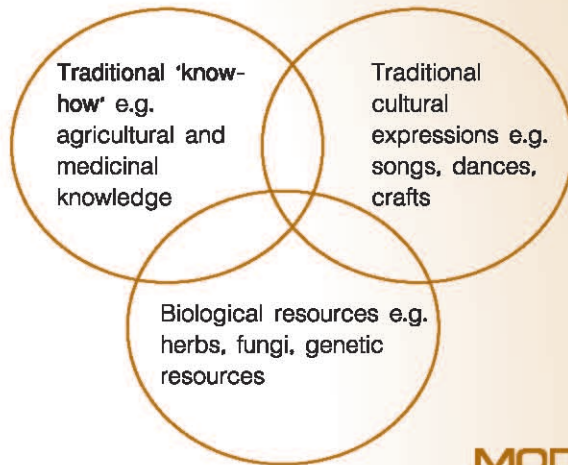 Traditional ‘know-
how‘ e.g.
agricultural and
medicinal
knowledge
Traditional
cultural
expressions e.g.
songs, dances,
crafts
Biological resources e.g.
herbs, fungi, genetic
resources